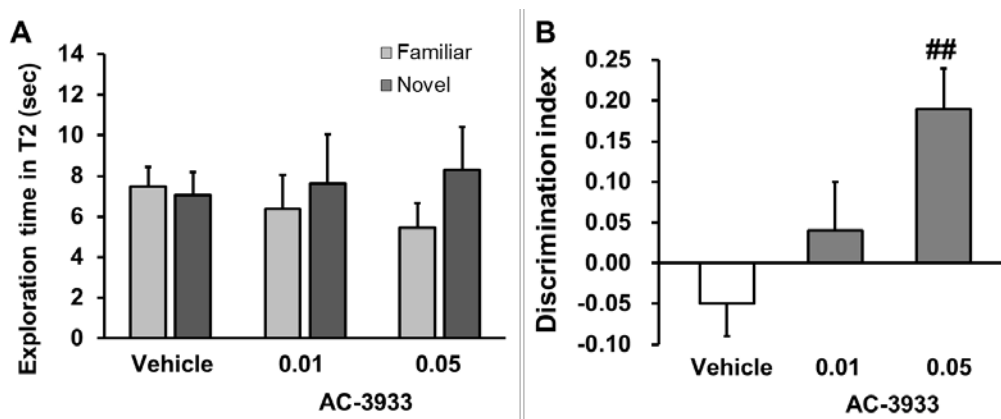 A
Exploration time in T2 (sec)
14
12
10
8
6
4
2
0
Familiar
Novel
Vehicle 0.01 0.05
AC-3933
B
Discrimination index
##
0.25
0.20
0.15
0.10
0.05
0.00
-0.05
-0.10
Vehicle 0.01 0.05
AC-3933